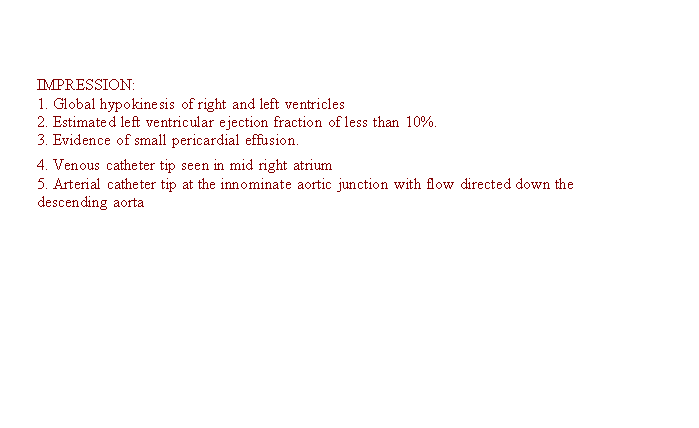 IMPRESSION:
1. Global hypokinesis of right and left ventricles
2. Estimated left ventricular ejection fraction of less than 10%.
3. Evidence of small pericardial effusion.
4. Venous catheter tip seen in mid right atrium
5. Arterial catheter tip at the innominate aortic junction with flow directed down the
descending aorta